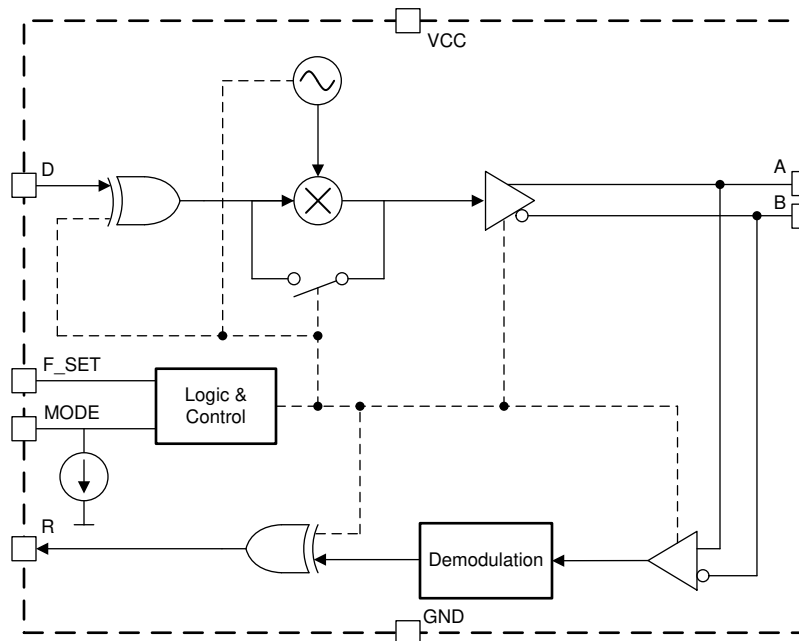 VCC
D
A
B
F_SET
Logic &
Control
MODE
R
Demodulation
GND